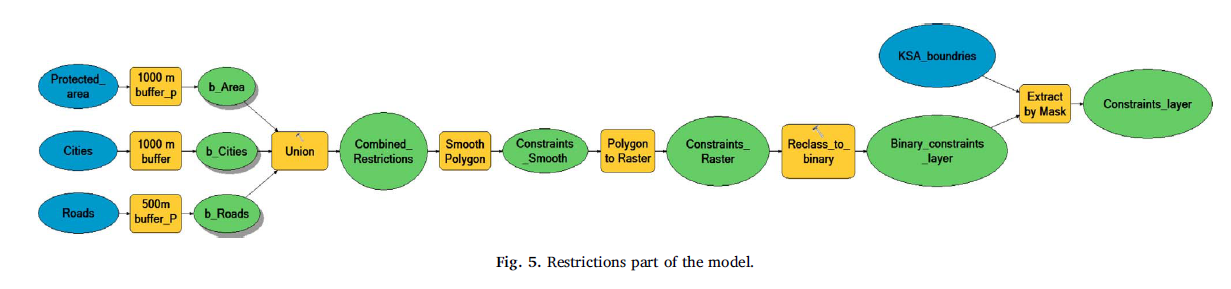 Protected_
area
1000 m
buffer_p
b_Area
Cities
1000 m
buffer
b_Cities
Roads
500m
buffer_P
b_Roads
Union
Combined_
Restrictions
Smooth
Polygon
Constraints
_Smooth
Polygon
to Raster
Constraints_
Raster
Reclass_to_
binary
Binary_constraints
_layer
KSA_boundries
Extract
by Mask
Constraints_layer
Fig. 5. Restrictions part of the model.